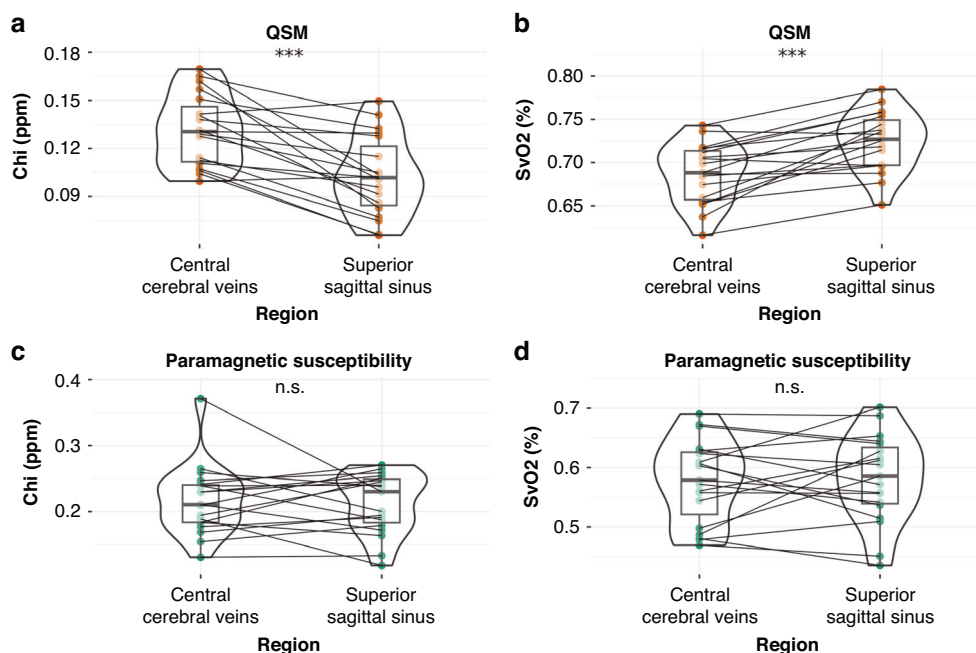 a
QSM
***
Chi (ppm)
0.18
0.15
0.12
0.09
Central
cerebral veins
Superior
sagittal sinus
Region
b
QSM
***
SvO2 (%)
0.80
0.75
0.70
0.65
Central
cerebral veins
Superior
sagittal sinus
Region
c
Paramagnetic susceptibility
n.s.
Chi (ppm)
0.4
0.3
0.2
Central
cerebral veins
Superior
sagittal sinus
Region
d
Paramagnetic susceptibility
n.s.
SvO2 (%)
0.7
0.6
0.5
Central
cerebral veins
Superior
sagittal sinus
Region